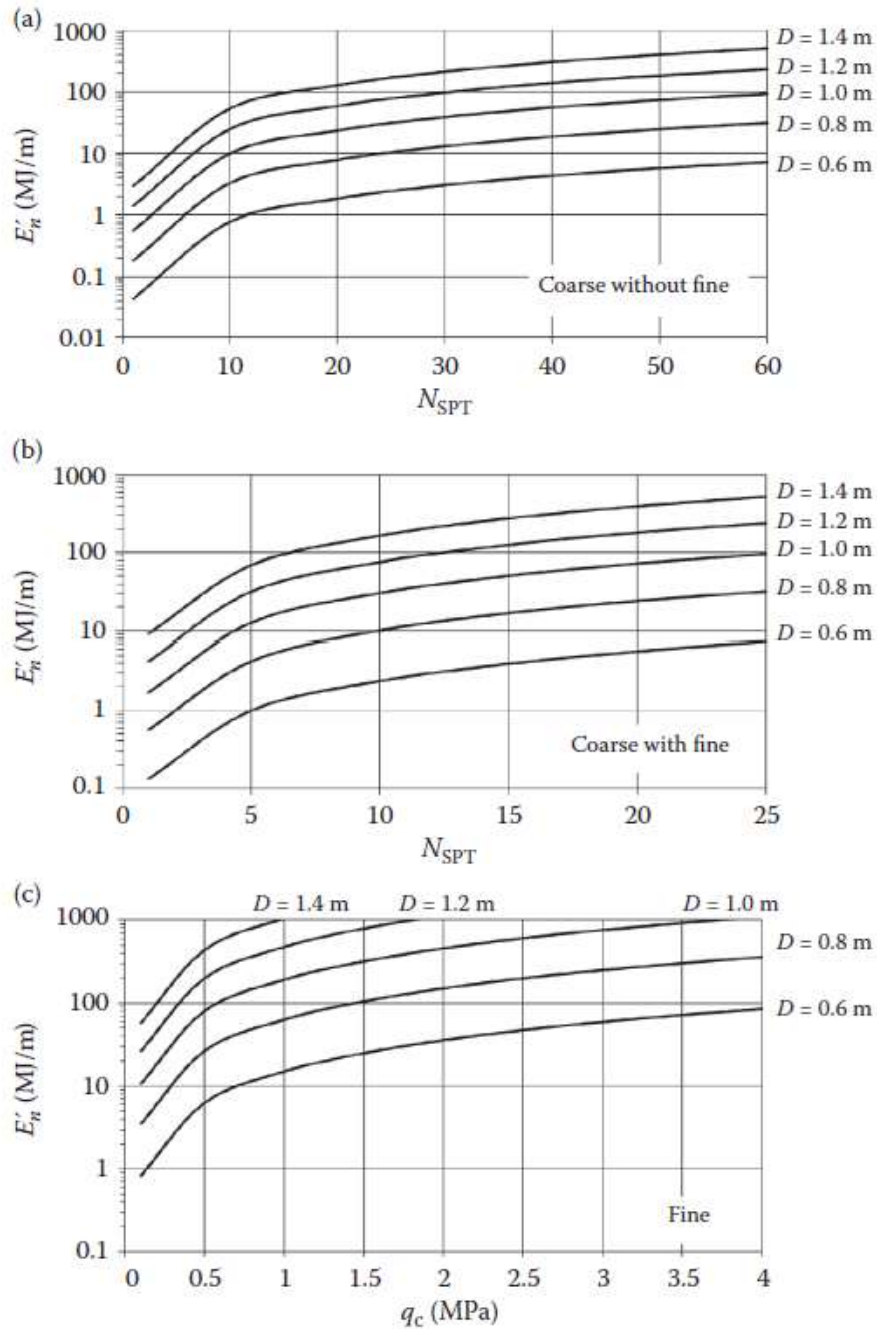 (a)
1000
100
10
1
0.1
0.01
E′n (MJ/m)
D = 1.4 m
D = 1.2 m
D = 1.0 m
D = 0.8 m
D = 0.6 m
Coarse without fine
0 10 20 30 40 50 60
NSPT
(b)
1000
100
10
1
0.1
E′n (MJ/m)
D = 1.4 m
D = 1.2 m
D = 1.0 m
D = 0.8 m
D = 0.6 m
Coarse with fine
0 5 10 15 20 25
NSPT
(c)
D = 1.4 m D = 1.2 m D = 1.0 m
1000
100
10
1
0.1
E′n (MJ/m)
D = 0.8 m
D = 0.6 m
Fine
0 0.5 1 1.5 2 2.5 3 3.5 4
qc (MPa)